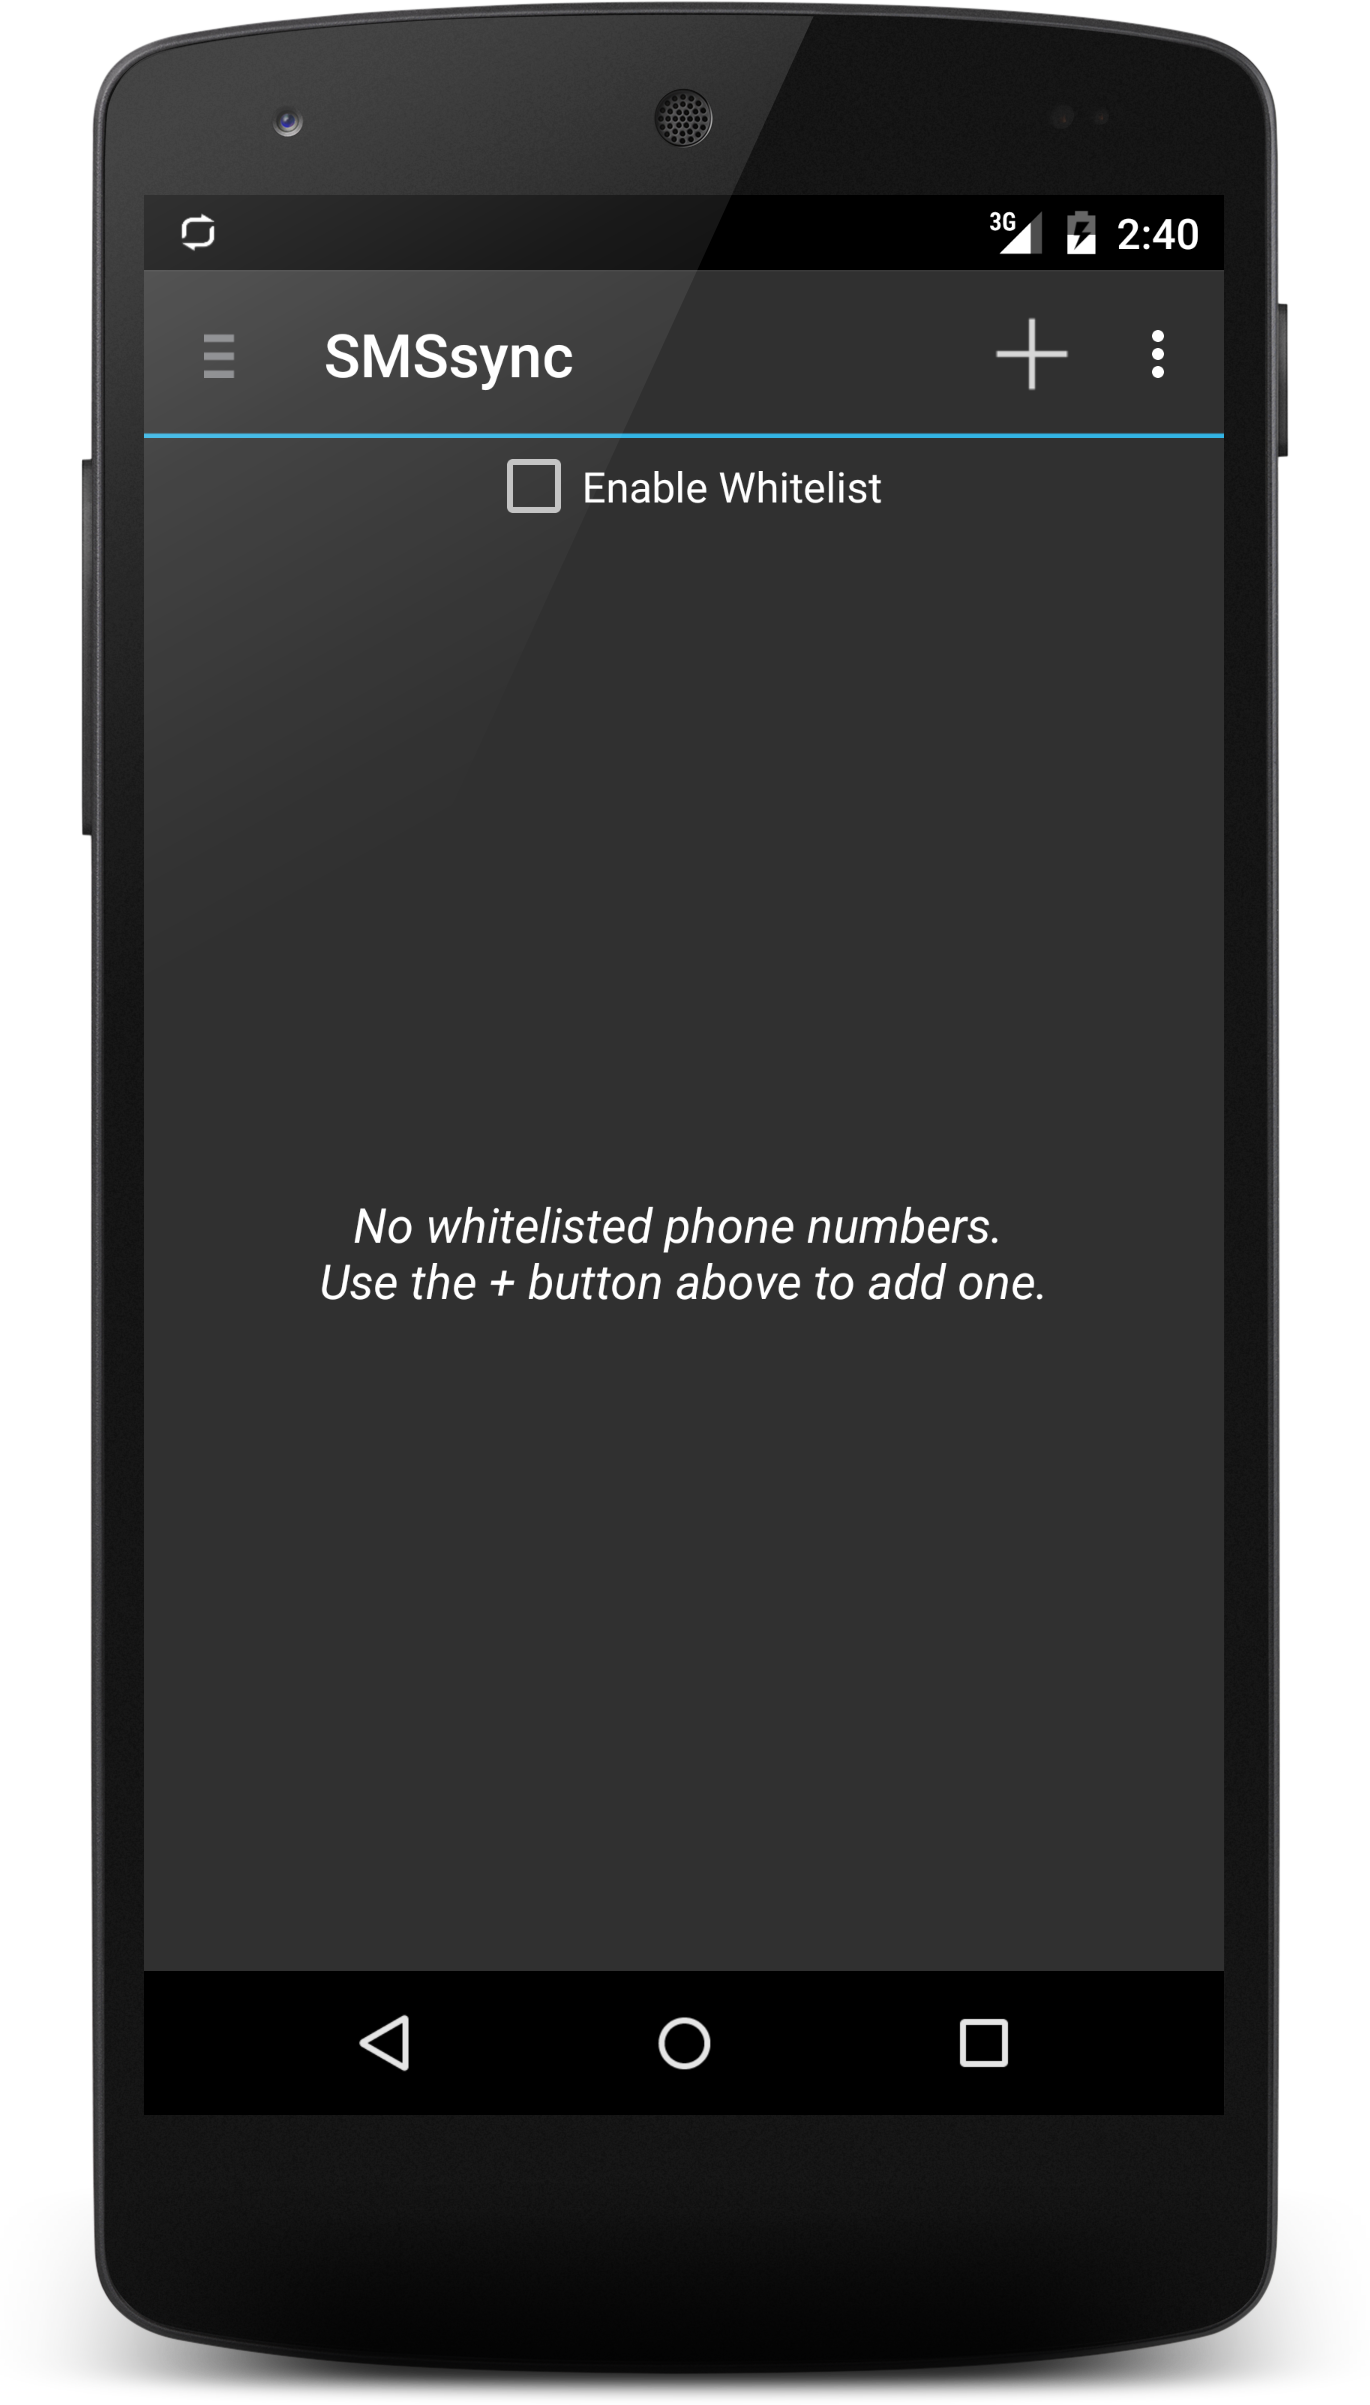 3G 2:40
SMSsync
Enable Whitelist
No whitelisted phone numbers.
Use the + button above to add one.